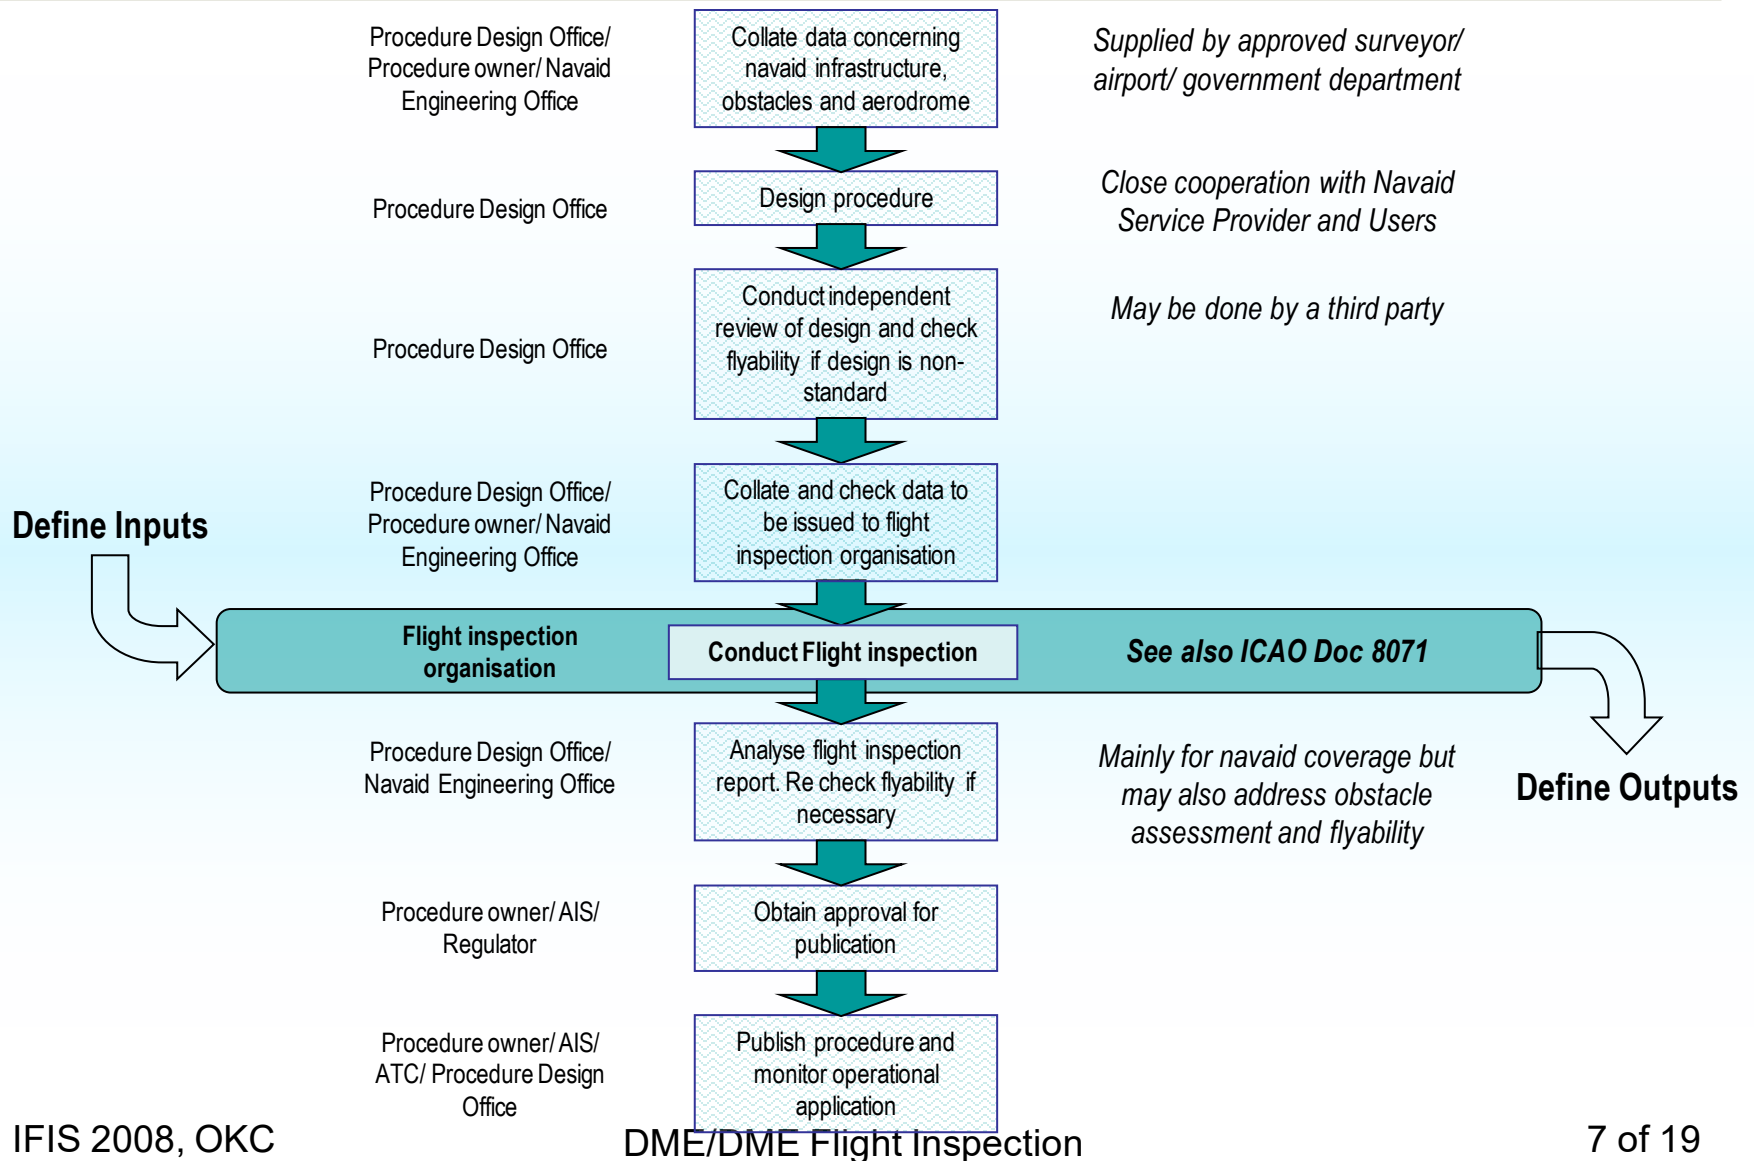 Procedure Design Office/
Procedure owner/ Navaid
Engineering Office
Collate data concerning
navaid infrastructure,
obstacles and aerodrome
Supplied by approved surveyor/
airport/ government department
Procedure Design Office
Design procedure
Close cooperation with Navaid
Service Provider and Users
Procedure Design Office
Conduct independent
review of design and check
flyability if design is non-
standard
May be done by a third party
Define Inputs
Procedure Design Office/
Procedure owner/ Navaid
Engineering Office
Collate and check data to
be issued to flight
inspection organisation
Flight inspection
organisation
Conduct Flight inspection
See also ICAO Doc 8071
Procedure Design Office/
Navaid Engineering Office
Analyse flight inspection
report. Re check flyability if
necessary
Mainly for navaid coverage but
may also address obstacle
assessment and flyability
Define Outputs
Procedure owner/ AIS/
Regulator
Obtain approval for
publication
Procedure owner/ AIS/
ATC/ Procedure Design
Office
Publish procedure and
monitor operational
application
IFIS 2008, OKC
DME/DME Flight Inspection
7 of 19